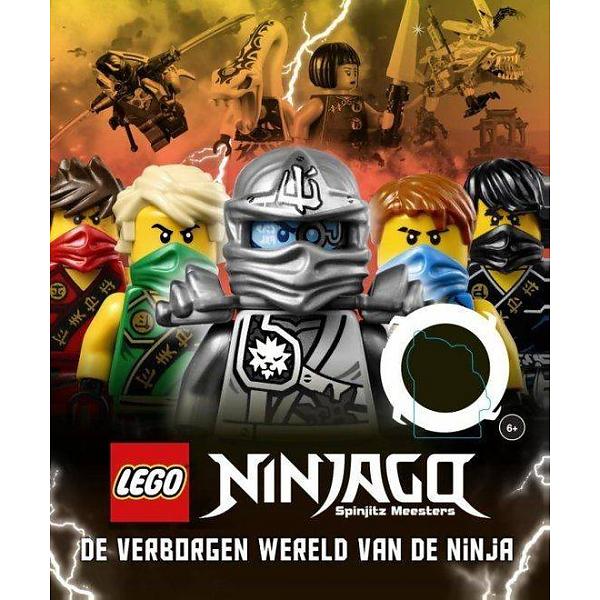 6+
LEGO
NINJAGO
Spinjitz Meesters
DE VERBORGEN WERELD VAN DE NINJA